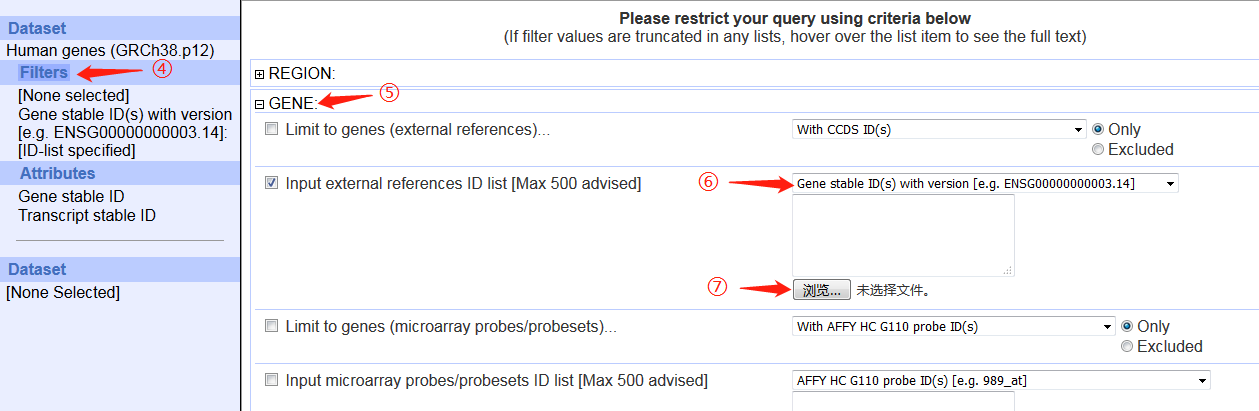 Dataset
Human genes (GRCh38.p12)
Filters ④
[None selected]
Gene stable ID(s) with version
[e.g. ENSG00000000003.14]:
[ID-list specified]
Attributes
Gene stable ID
Transcript stable ID
Dataset
[None Selected]
Please restrict your query using criteria below
(If filter values are truncated in any lists, hover over the list item to see the full text)
REGION:
GENE: ⑤
Limit to genes (external references)... With CCDS ID(s) Only
Excluded
Input external references ID list [Max 500 advised] ⑥ Gene stable ID(s) with version [e.g. ENSG00000000003.14]
⑦ 浏览... 未选择文件。
Limit to genes (microarray probes/probesets)... With AFFY HC G110 probe ID(s) Only
Excluded
Input microarray probes/probesets ID list [Max 500 advised] AFFY HC G110 probe ID(s) [e.g. 989_at]